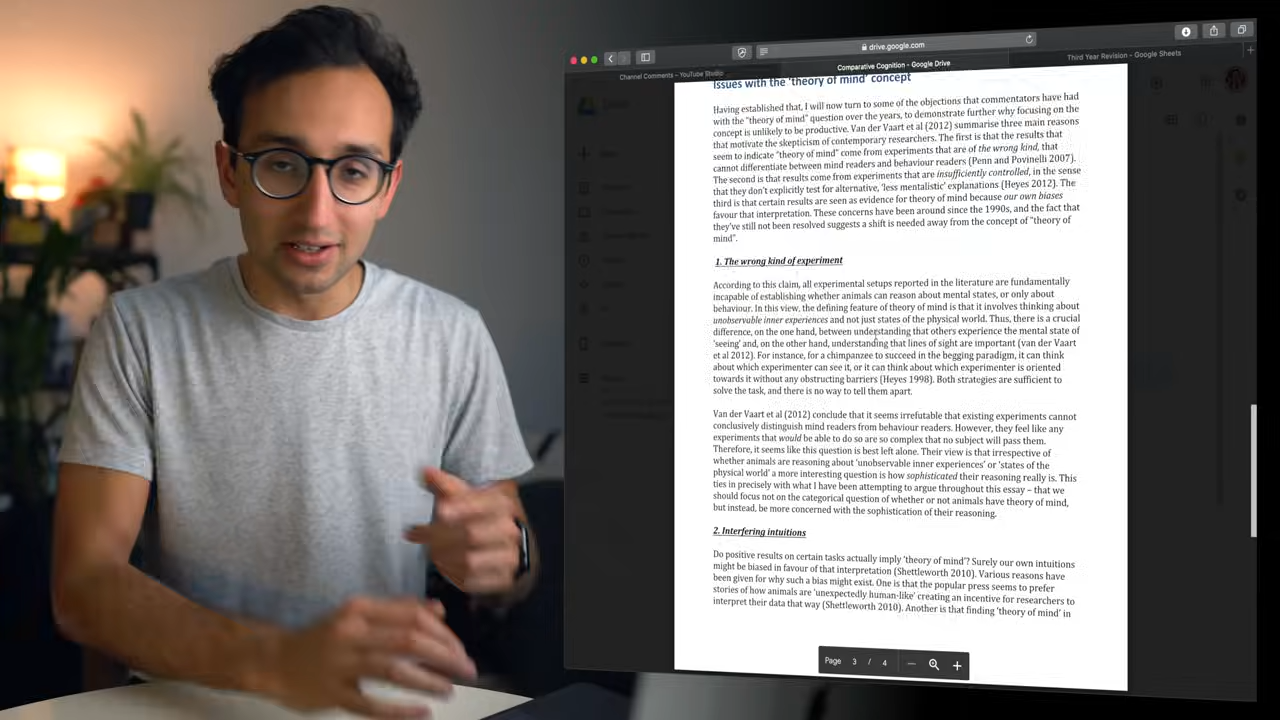 drive.google.com
Channel Comments - YouTube Studio
Comparative Cognition - Google Drive
Third Year Revision - Google Sheets
Issues with the 'theory of mind' concept
Having established that, I will now turn to some of the objections that commentators have had
with the "theory of mind" question over the years, to demonstrate further why focusing on the
concept is unlikely to be productive. Van der Vaart et al (2012) summarise three main reasons
that motivate the skepticism of contemporary researchers. The first is that the results that
seem to indicate "theory of mind" come from experiments that are of the wrong kind, that
cannot differentiate between mind readers and behaviour readers (Penn and Povinelli 2007).
The second is that results come from experiments that are insufficiently controlled, in the sense
that they don't explicitly test for alternative, 'less mentalistic' explanations (Heyes 2012). The
third is that certain results are seen as evidence for theory of mind because our own biases
favour that interpretation. These concerns have been around since the 1990s, and the fact that
they've still not been resolved suggests a shift is needed away from the concept of "theory of
mind".
1. The wrong kind of experiment
According to this claim, all experimental setups reported in the literature are fundamentally
incapable of establishing whether animals can reason about mental states, or only about
behaviour. In this view, the defining feature of theory of mind is that it involves thinking about
unobservable inner experiences and not just states of the physical world. Thus, there is a crucial
difference, on the one hand, between understanding that others experience the mental state of
'seeing' and, on the other hand, understanding that lines of sight are important (van der Vaart
et al 2012). For instance, for a chimpanzee to succeed in the begging paradigm, it can think
about which experimenter can see it, or it can think about which experimenter is oriented
towards it without any obstructing barriers (Heyes 1998). Both strategies are sufficient to
solve the task, and there is no way to tell them apart.
Van der Vaart et al (2012) conclude that it seems irrefutable that existing experiments cannot
conclusively distinguish mind readers from behaviour readers. However, they feel like any
experiments that would be able to do so are so complex that no subject will pass them.
Therefore, it seems like this question is best left alone. Their view is that irrespective of
whether animals are reasoning about 'unobservable inner experiences' or 'states of the
physical world' a more interesting question is how sophisticated their reasoning really is. This
ties in precisely with what I have been attempting to argue throughout this essay – that we
should focus not on the categorical question of whether or not animals have theory of mind,
but instead, be more concerned with the sophistication of their reasoning.
2. Interfering intuitions
Do positive results on certain tasks actually imply 'theory of mind'? Surely our own intuitions
might be biased in favour of that interpretation (Shettleworth 2010). Various reasons have
been given for why such a bias might exist. One is that the popular press seems to prefer
stories of how animals are 'unexpectedly human-like' creating an incentive for researchers to
interpret their data that way (Shettleworth 2010). Another is that finding 'theory of mind' in
Page 3 / 4